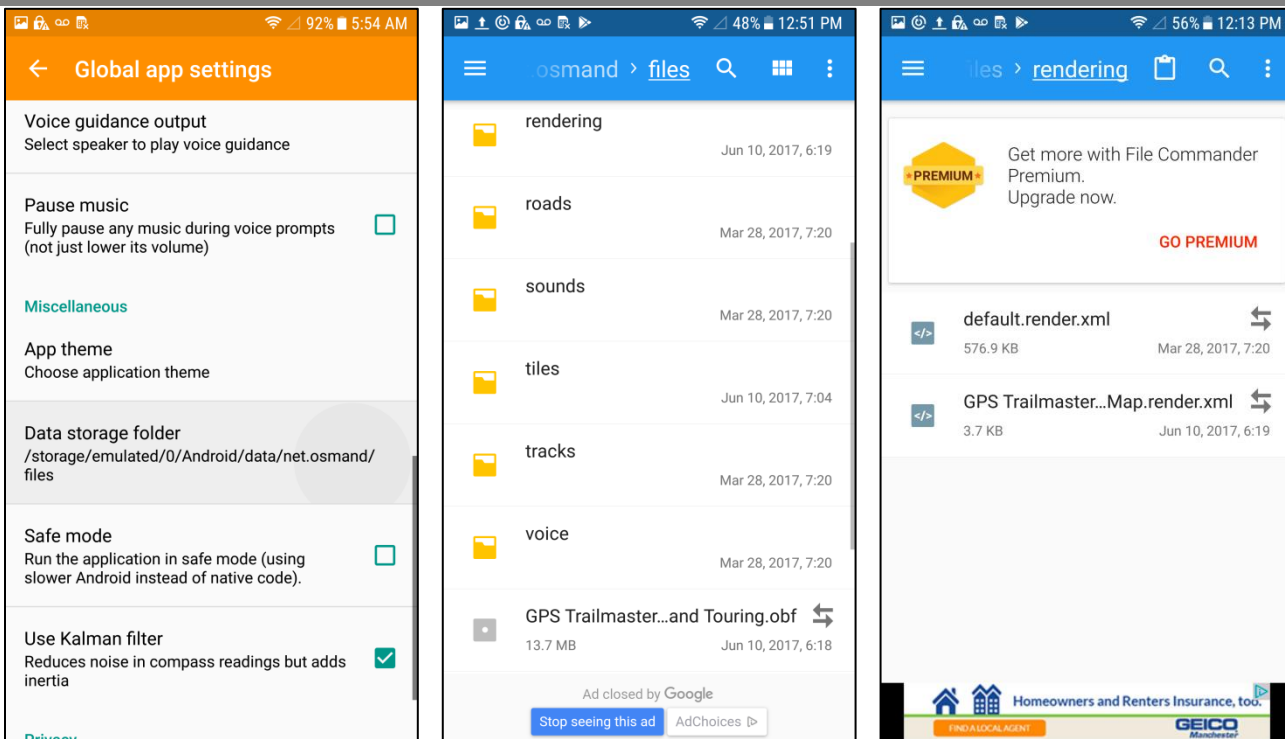 92% 5:54 AM
Global app settings
Voice guidance output
Select speaker to play voice guidance
Pause music
Fully pause any music during voice prompts
(not just lower its volume)
Miscellaneous
App theme
Choose application theme
Data storage folder
/storage/emulated/0/Android/data/net.osmand/
files
Safe mode
Run the application in safe mode (using
slower Android instead of native code).
Use Kalman filter
Reduces noise in compass readings but adds
inertia
Privacy
48% 12:51 PM
.osmand > files
rendering
Jun 10, 2017, 6:19
roads
Mar 28, 2017, 7:20
sounds
Mar 28, 2017, 7:20
tiles
Jun 10, 2017, 7:04
tracks
Mar 28, 2017, 7:20
voice
Mar 28, 2017, 7:20
GPS Trailmaster...and Touring.obf
13.7 MB Jun 10, 2017, 6:18
Ad closed by Google
Stop seeing this ad AdChoices
56% 12:13 PM
files > rendering
PREMIUM
Get more with File Commander
Premium.
Upgrade now.
GO PREMIUM
default.render.xml
576.9 KB Mar 28, 2017, 7:20
GPS Trailmaster...Map.render.xml
3.7 KB Jun 10, 2017, 6:19
Homeowners and Renters Insurance, too.
FIND A LOCAL AGENT
GEICO
Manchester